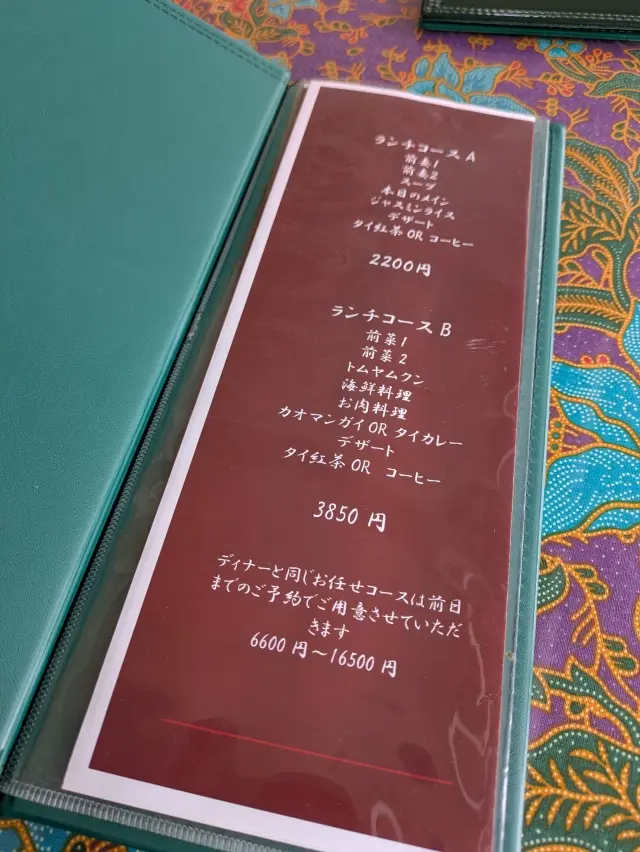 ランチコース A
前菜1
前菜2
スープ
本日のメイン
ジャスミンライス
デザート
タイ紅茶 OR コーヒー
2200円
ランチコース B
前菜1
前菜 2
トムヤムクン
海鮮料理
お肉料理
カオマンガイ OR タイカレー
デザート
タイ紅茶 OR コーヒー
3850 円
ディナーと同じお任せコースは前日
までのご予約でご用意させていただ
きます
6600 円〜16500 円